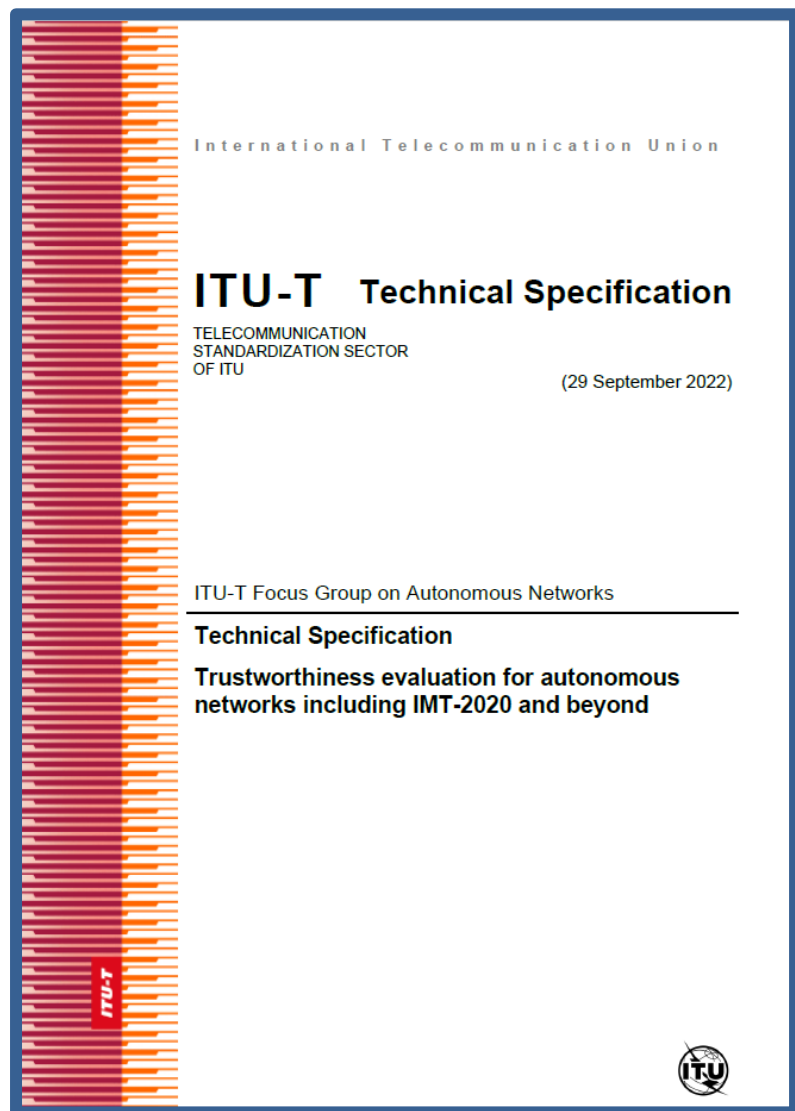 International Telecommunication Union
ITU-T Technical Specification
TELECOMMUNICATION
STANDARDIZATION SECTOR
OF ITU
(29 September 2022)
ITU-T Focus Group on Autonomous Networks
Technical Specification
Trustworthiness evaluation for autonomous
networks including IMT-2020 and beyond
ITU-T
ITU